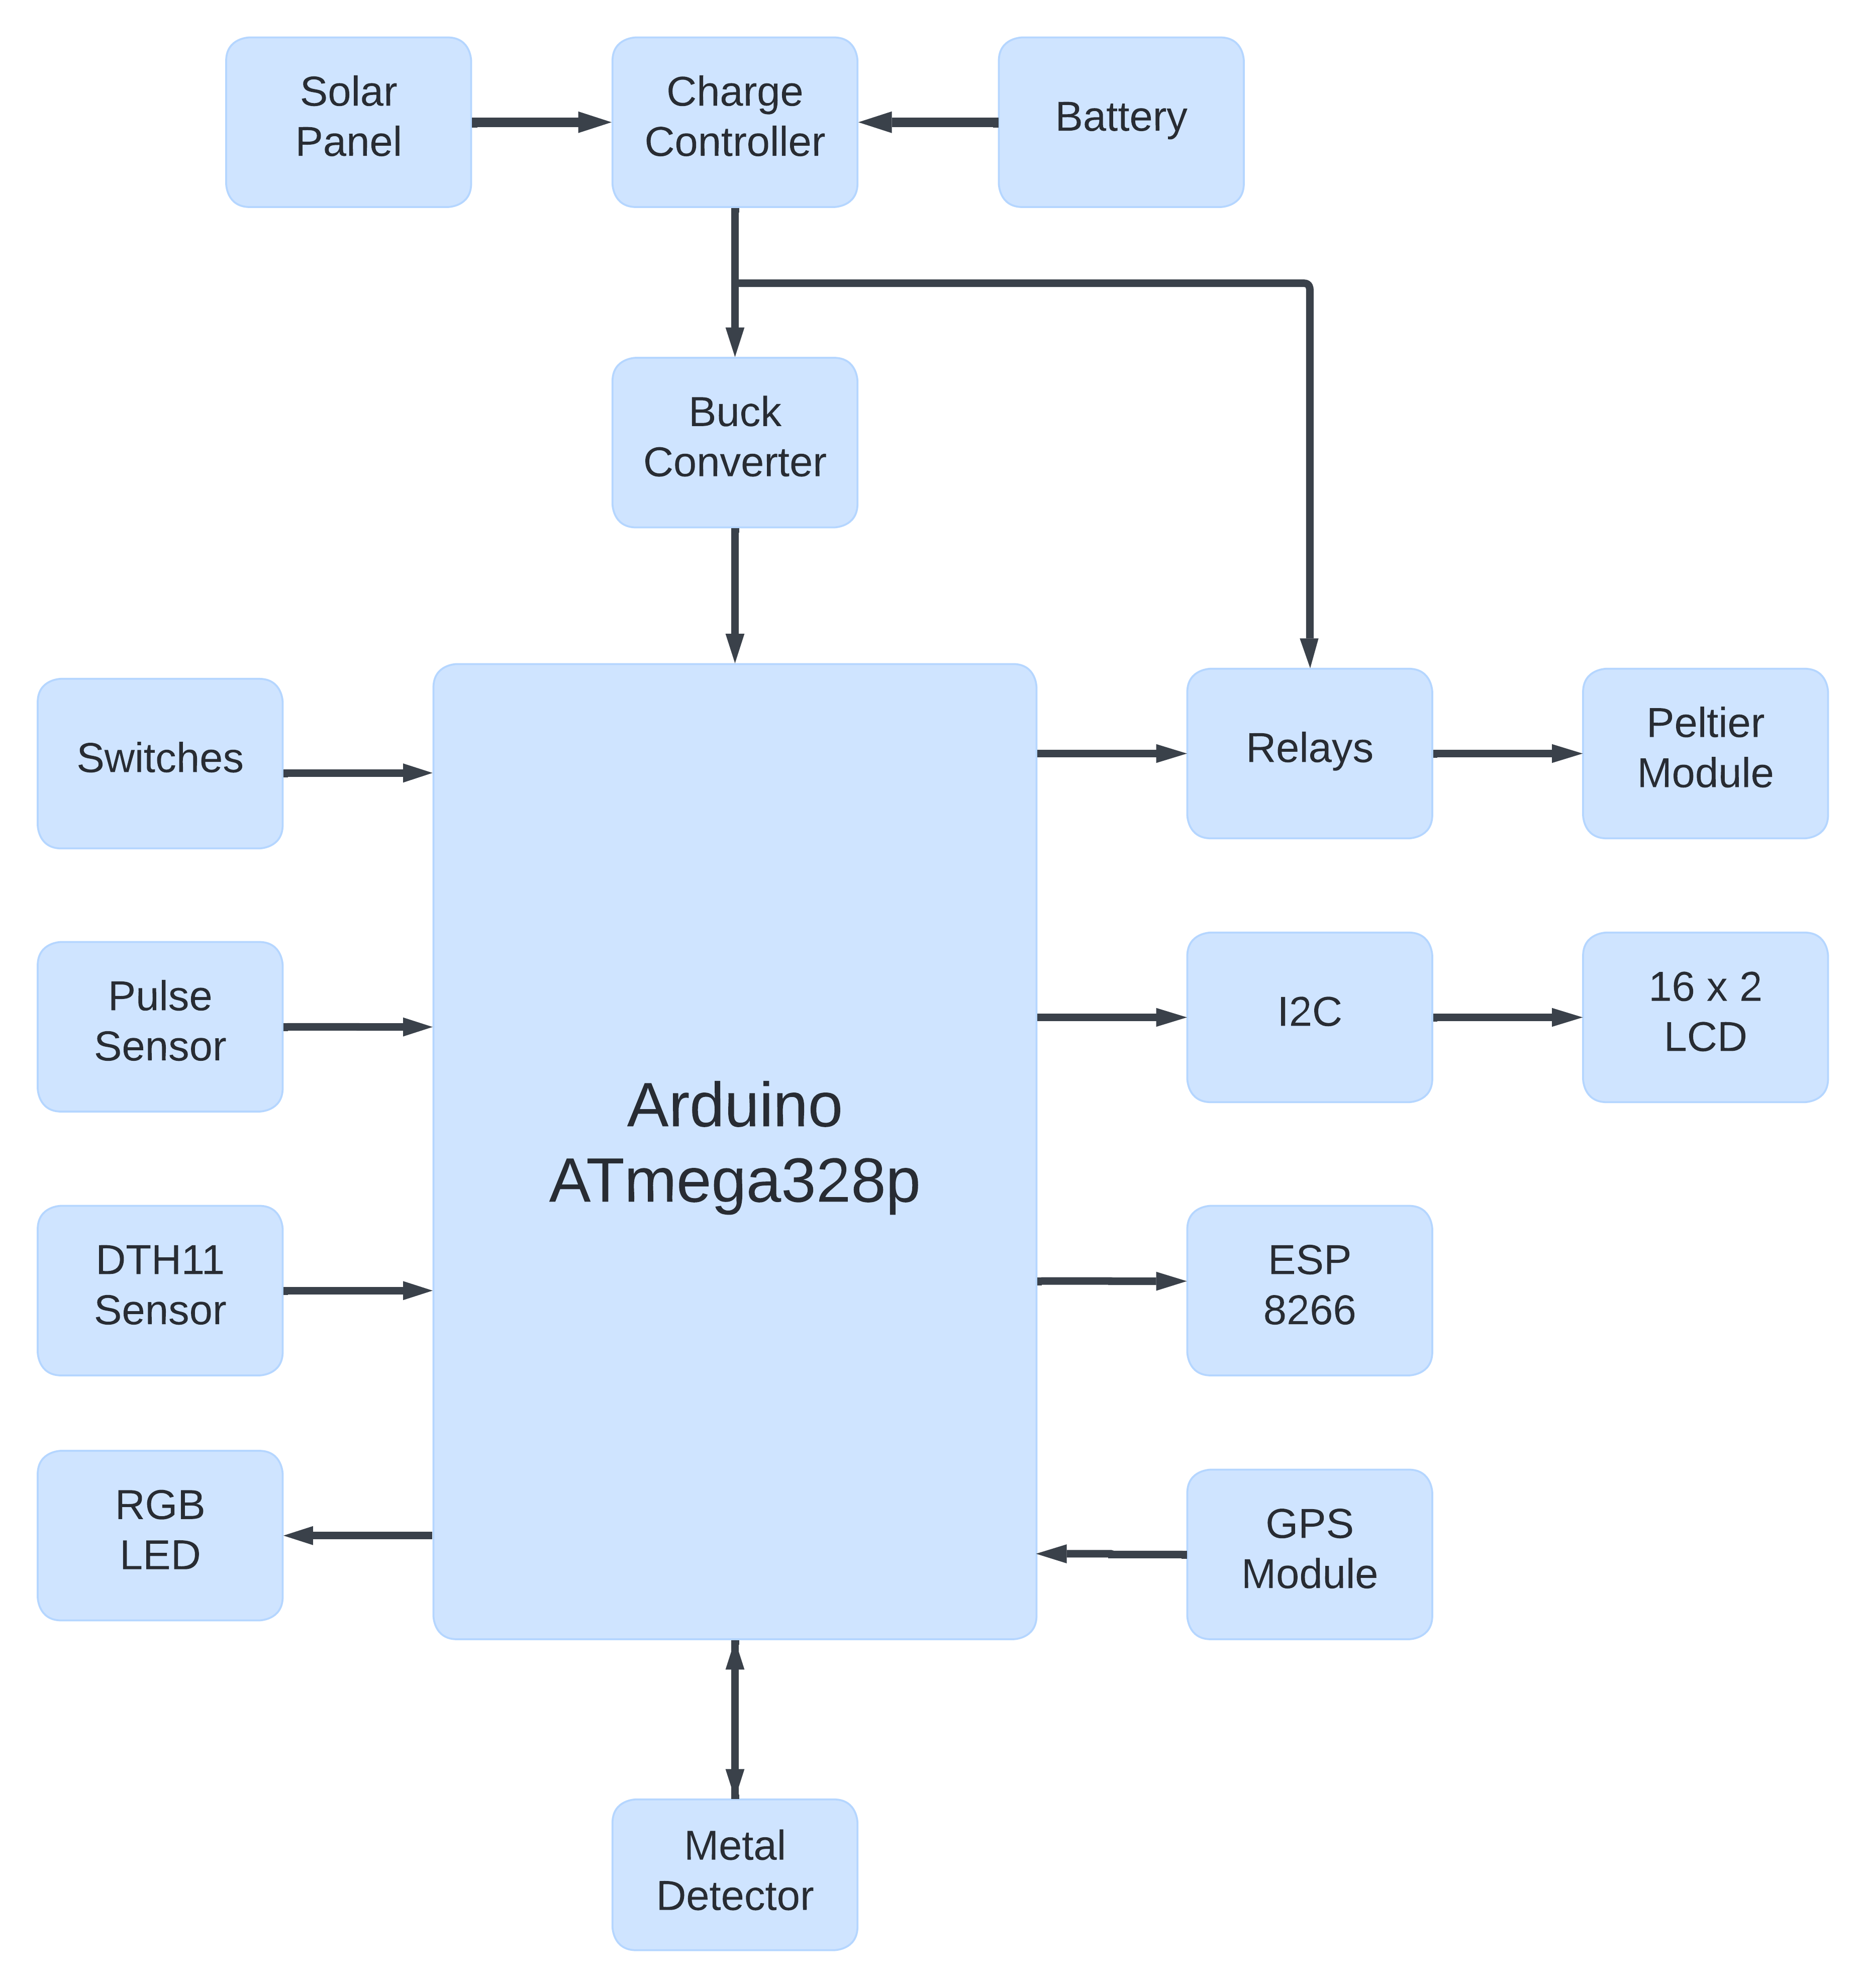 Solar
Panel
Charge
Controller
Battery
Buck
Converter
Switches
Relays
Peltier
Module
Pulse
Sensor
I2C
16 x 2
LCD
Arduino
ATmega328p
DTH11
Sensor
ESP
8266
RGB
LED
GPS
Module
Metal
Detector